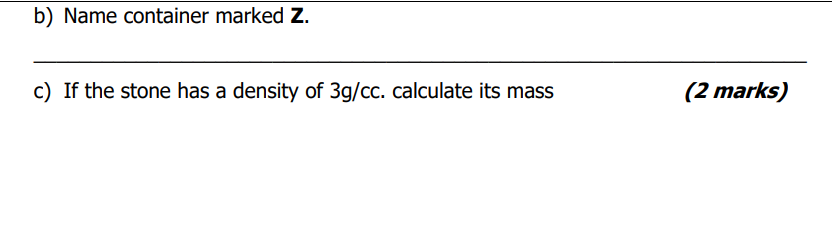 b) Name container marked Z.
c) If the stone has a density of 3g/cc. calculate its mass (2 marks)